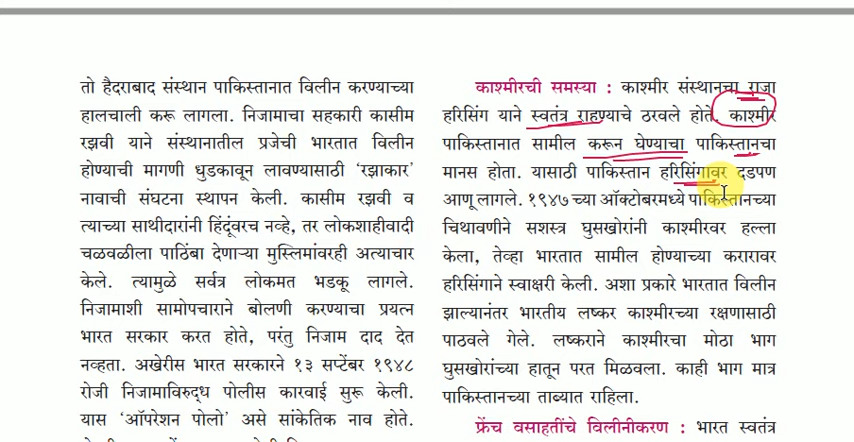 तो हैदराबाद संस्थान पाकिस्तानात विलीन करण्याच्या
हालचाली करू लागला. निजामाचा सहकारी कासीम
रझवी याने संस्थानातील प्रजेची भारतात विलीन
होण्याची मागणी धुडकावून लावण्यासाठी ‘रझाकार’
नावाची संघटना स्थापन केली. कासीम रझवी व
त्याच्या साथीदारांनी हिंदूंवरच नव्हे, तर लोकशाहीवादी
चळवळीला पाठिंबा देणाऱ्या मुस्लिमांवरही अत्याचार
केले. त्यामुळे सर्वत्र लोकमत भडकू लागले.
निजामाशी सामोपचाराने बोलणी करण्याचा प्रयत्न
भारत सरकार करत होते, परंतु निजाम दाद देत
नव्हता. अखेरीस भारत सरकारने १३ सप्टेंबर १९४८
रोजी निजामाविरुद्ध पोलीस कारवाई सुरू केली.
यास ‘ऑपरेशन पोलो’ असे सांकेतिक नाव होते.
काश्मीरची समस्या : काश्मीर संस्थानचा राजा
हरिसिंग याने स्वतंत्र राहण्याचे ठरवले होते. काश्मीर
पाकिस्तानात सामील करून घेण्याचा पाकिस्तानचा
मानस होता. यासाठी पाकिस्तान हरिसिंगावर दडपण
आणू लागले. १९४७ च्या ऑक्टोबरमध्ये पाकिस्तानच्या
चिथावणीने सशस्त्र घुसखोरांनी काश्मीरवर हल्ला
केला, तेव्हा भारतात सामील होण्याच्या करारावर
हरिसिंगाने स्वाक्षरी केली. अशा प्रकारे भारतात विलीन
झाल्यानंतर भारतीय लष्कर काश्मीरच्या रक्षणासाठी
पाठवले गेले. लष्कराने काश्मीरचा मोठा भाग
घुसखोरांच्या हातून परत मिळवला. काही भाग मात्र
पाकिस्तानच्या ताब्यात राहिला.
फ्रेंच वसाहतींचे विलीनीकरण : भारत स्वतंत्र